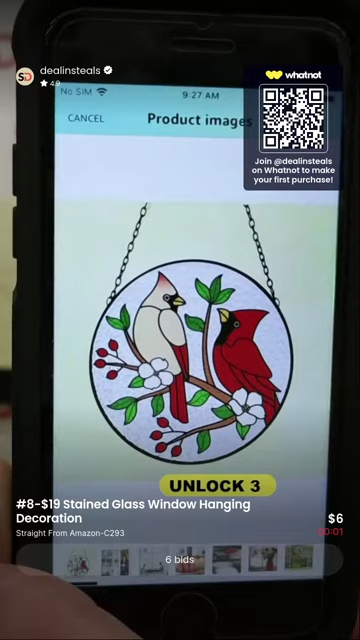 dealinsteals
4.9
whatnot
Join @dealinsteals
on Whatnot to make
your first purchase!
No SIM
9:27 AM
CANCEL
Product images
UNLOCK 3
#8-$19 Stained Glass Window Hanging
Decoration
$6
Straight From Amazon-C293
00:01
6 bids